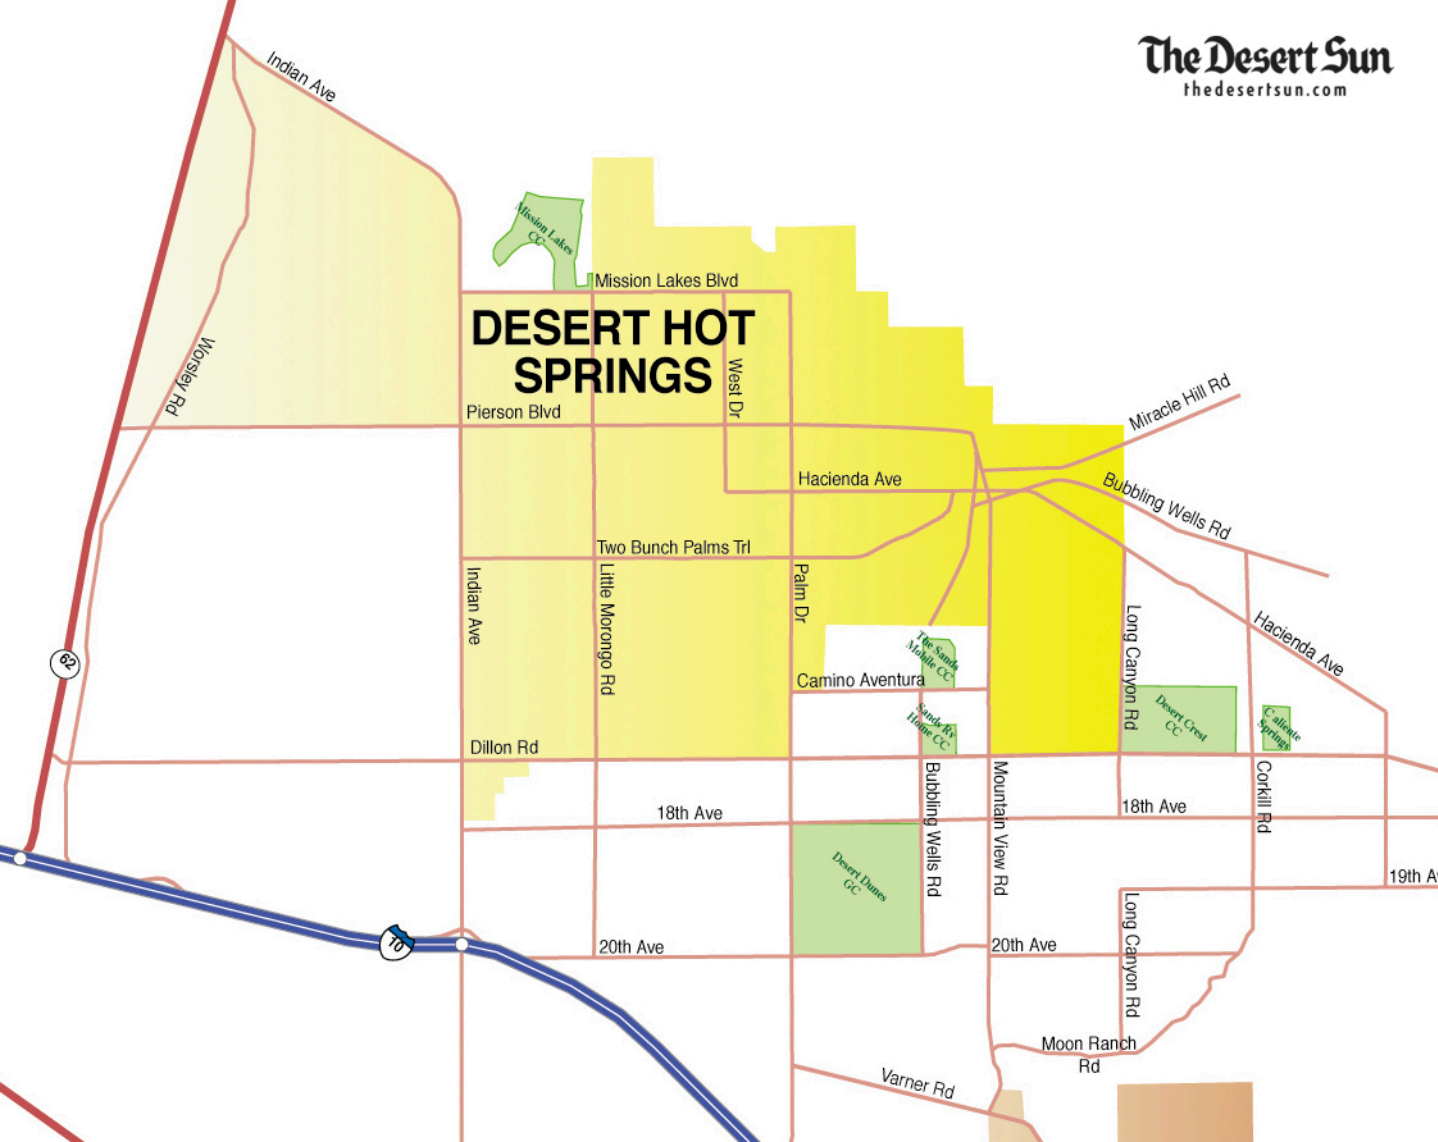 The Desert Sun
thedesertsun.com
Indian Ave
Mission Lakes
CC
Mission Lakes Blvd
DESERT HOT
SPRINGS
Worsley Rd
West Dr
Pierson Blvd
Miracle Hill Rd
Hacienda Ave
Bubbling Wells Rd
Two Bunch Palms Trl
Indian Ave
Little Morongo Rd
Palm Dr
Long Canyon Rd
Hacienda Ave
62
The Sands
Mobile CC
Camino Aventura
Sands Rv
Home CC
Desert Crest
CC
Caliente
Springs
Dillon Rd
Bubbling Wells Rd
Mountain View Rd
Corkill Rd
18th Ave
18th Ave
Desert Dunes
GC
19th A
Long Canyon Rd
10
20th Ave
20th Ave
Moon Ranch
Rd
Varner Rd